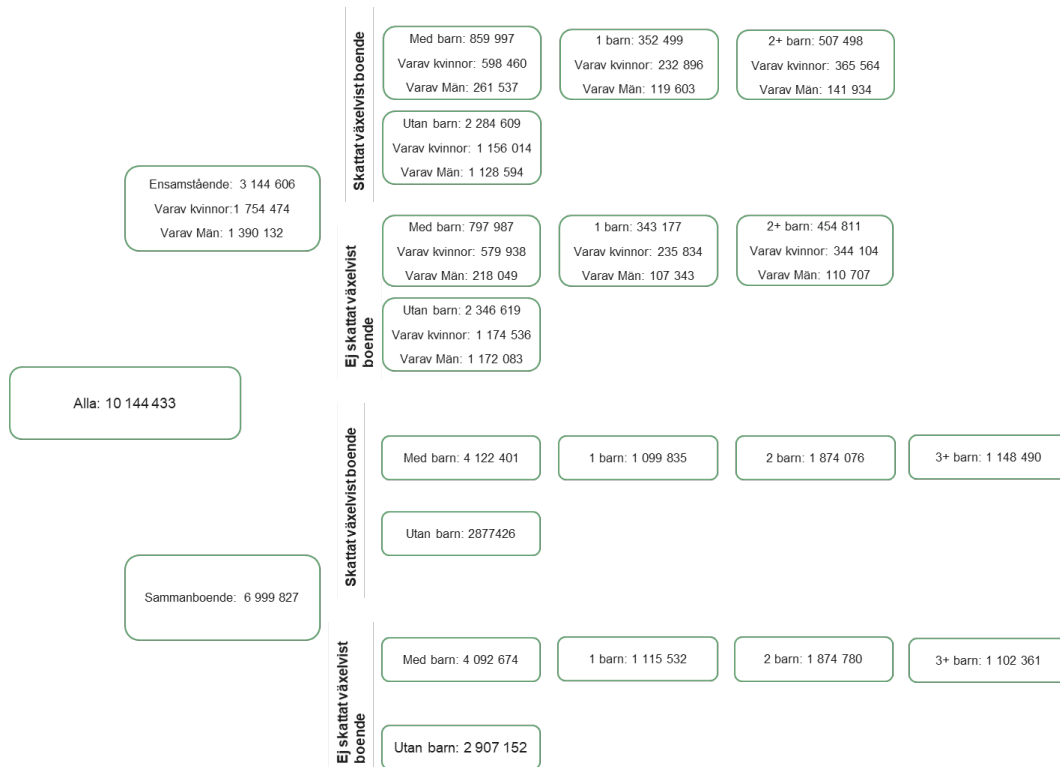 Alla: 10 144 433
Ensamstående: 3 144 606
Varav kvinnor:1 754 474
Varav Män: 1 390 132
Skattat växelvist boende
Med barn: 859 997
Varav kvinnor: 598 460
Varav Män: 261 537
1 barn: 352 499
Varav kvinnor: 232 896
Varav Män: 119 603
2+ barn: 507 498
Varav kvinnor: 365 564
Varav Män: 141 934
Utan barn: 2 284 609
Varav kvinnor: 1 156 014
Varav Män: 1 128 594
Ej skattat växelvist
boende
Med barn: 797 987
Varav kvinnor: 579 938
Varav Män: 218 049
1 barn: 343 177
Varav kvinnor: 235 834
Varav Män: 107 343
2+ barn: 454 811
Varav kvinnor: 344 104
Varav Män: 110 707
Utan barn: 2 346 619
Varav kvinnor: 1 174 536
Varav Män: 1 172 083
Sammanboende: 6 999 827
Skattat växelvist boende
Med barn: 4 122 401
1 barn: 1 099 835
2 barn: 1 874 076
3+ barn: 1 148 490
Utan barn: 2877426
Ej skattat växelvist
boende
Med barn: 4 092 674
1 barn: 1 115 532
2 barn: 1 874 780
3+ barn: 1 102 361
Utan barn: 2 907 152